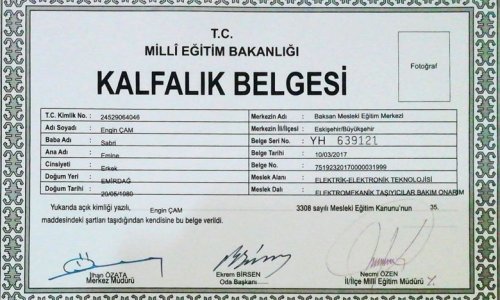 T.C.
MİLLÎ EĞİTİM BAKANLIĞI
KALFALIK BELGESİ
Fotoğraf
T.C. Kimlik No. : 24529064046
Adı Soyadı : Engin ÇAM
Baba Adı : Sabri
Ana Adı : Emine
Cinsiyeti : Erkek
Doğum Yeri : EMİRDAĞ
Doğum Tarihi : 20/05/1980
Merkezin Adı : Baksan Mesleki Eğitim Merkezi
Merkezin İl/İlçesi : Eskişehir/Büyükşehir
Belge Seri No. : YH 639121
Belge Tarihi : 10/03/2017
Belge No : 75192320170000031999
Meslek Alanı : ELEKTRİK-ELEKTRONİK TEKNOLOJİSİ
Meslek Dalı : ELEKTROMEKANİK TAŞIYICILAR BAKIM ONARIM
Yukarıda açık kimliği yazılı, Engin ÇAM 3308 sayılı Mesleki Eğitim Kanunu'nun 35.
maddesindeki şartları taşıdığından kendisine bu belge verildi.
İlhan ÖZATA
Merkez Müdürü
Ekrem BİRSEN
Oda Başkanı
Necmi ÖZEN
İl/İlçe Millî Eğitim Müdürü